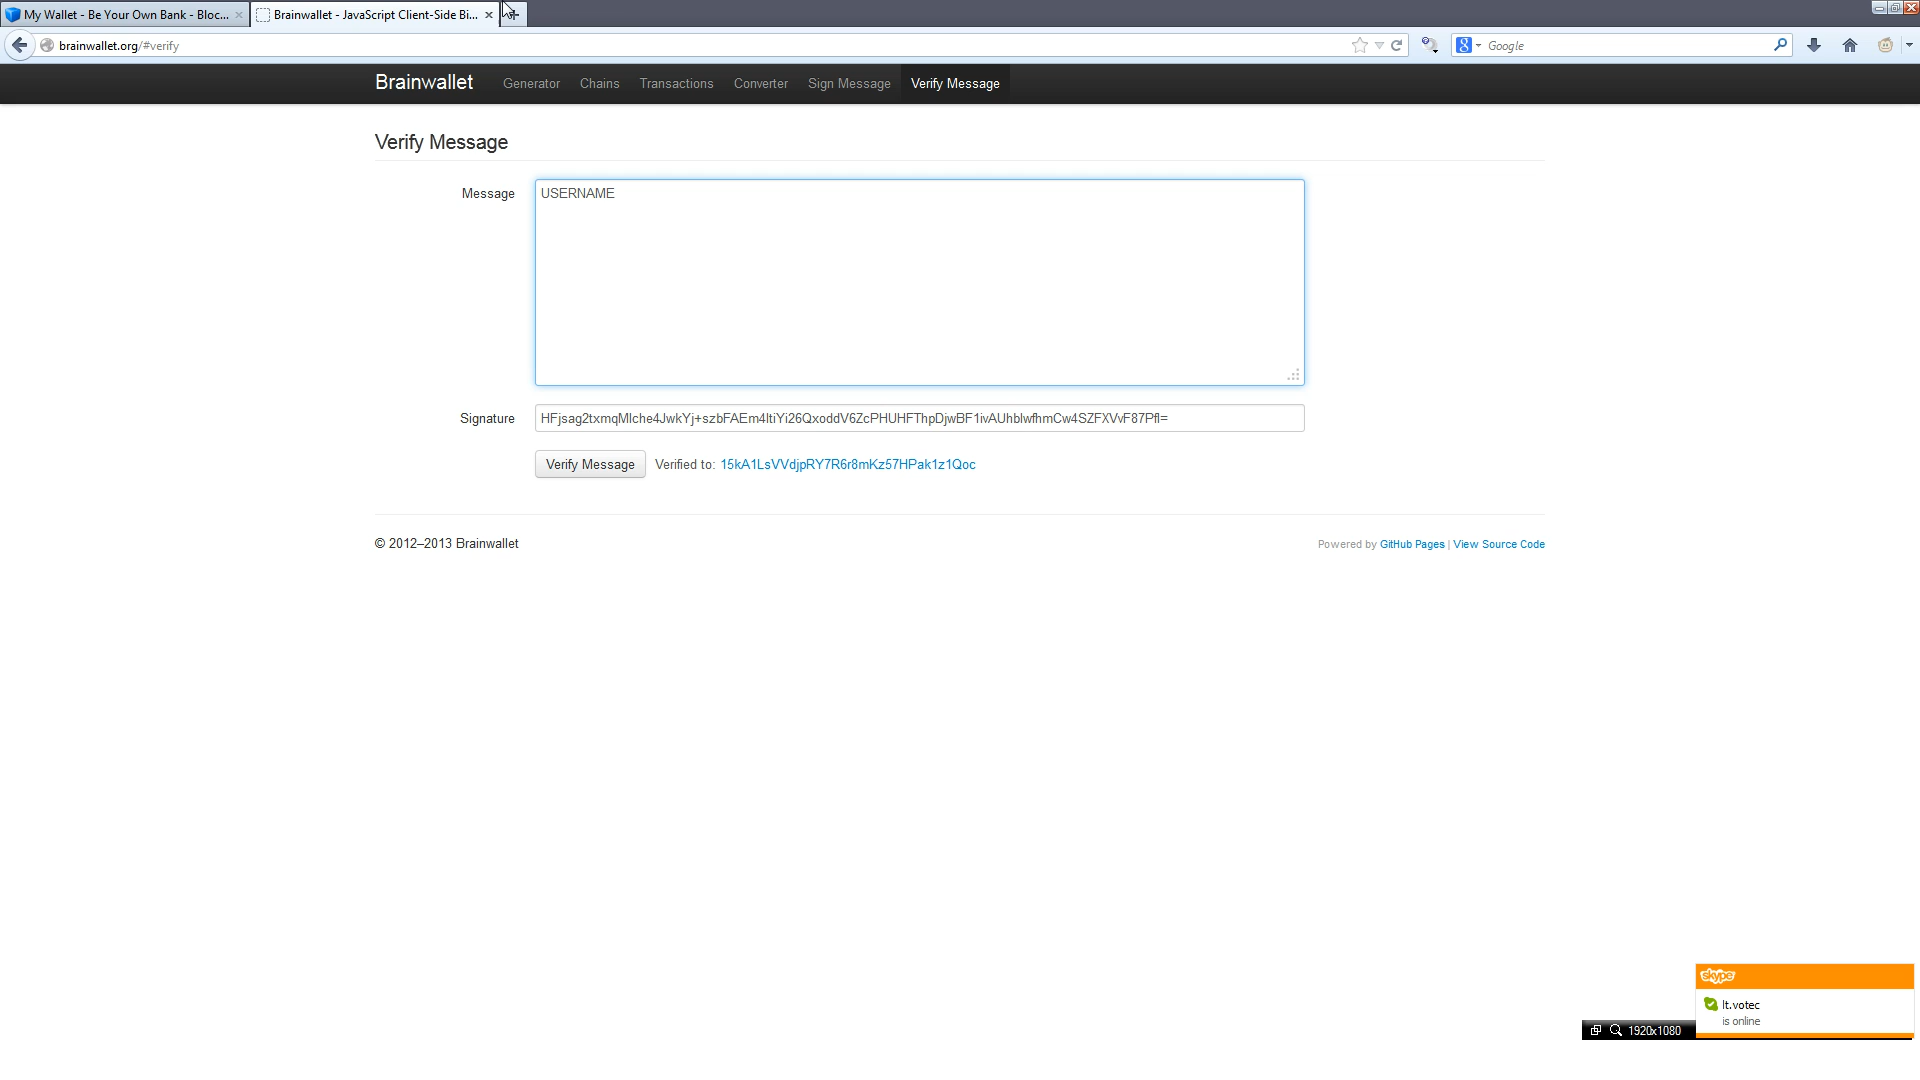 My Wallet - Be Your Own Bank - Bloc...
Brainwallet - JavaScript Client-Side Bi...
brainwallet.org/#verify
Google
Brainwallet Generator Chains Transactions Converter Sign Message Verify Message
Verify Message
Message
USERNAME
Signature
HFjsag2txmqMIche4JwkYj+szbFAEm4ltiYi26QxoddV6ZcPHUHFThpDjwBF1ivAUhblwfhmCw4SZFXVvF87PfI=
Verify Message Verified to: 15kA1LsVVdjpRY7R6r8mKz57HPak1z1Qoc
© 2012–2013 Brainwallet
Powered by GitHub Pages | View Source Code
skype
lt.votec
is online
1920x1080